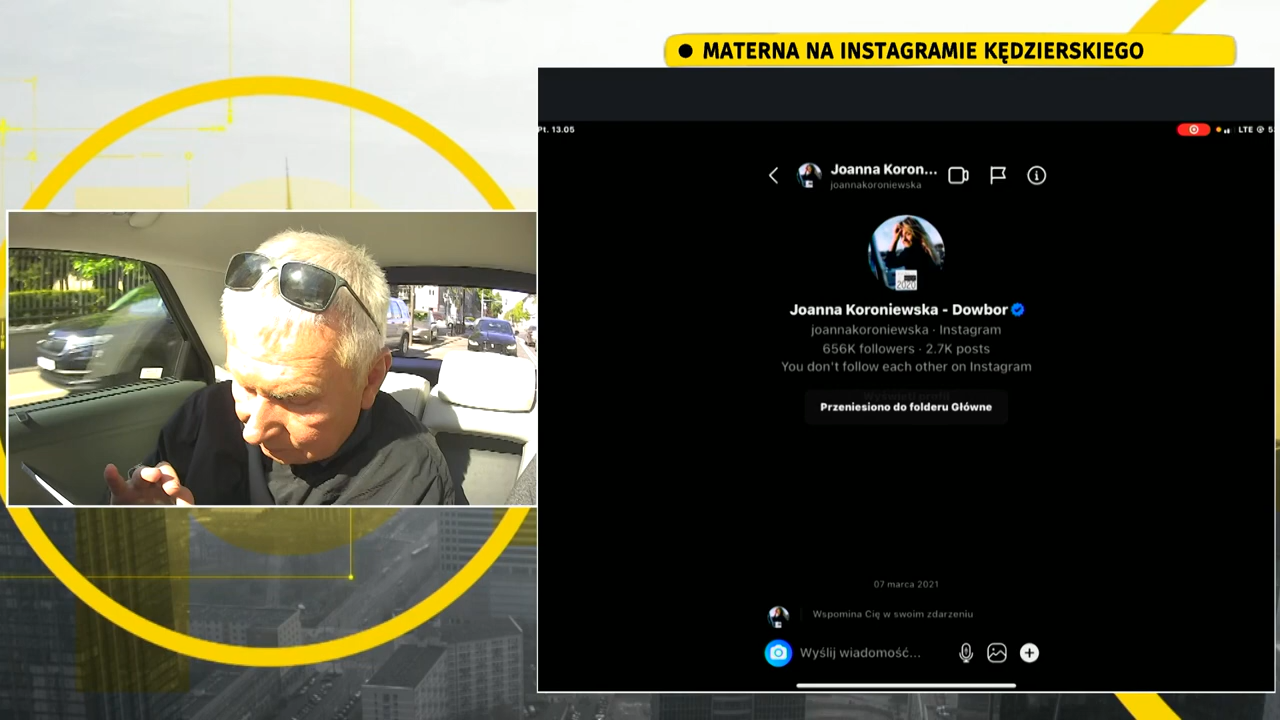 MATERNA NA INSTAGRAMIE KĘDZIERSKIEGO
Pt. 13.05
LTE
Joanna Koron...
joannakoroniewska
2020
Joanna Koroniewska - Dowbor
joannakoroniewska · Instagram
656K followers · 2.7K posts
You don't follow each other on Instagram
Wyświetl profil
Przeniesiono do folderu Główne
07 marca 2021
Wspomina Cię w swoim zdarzeniu
Wyślij wiadomość...